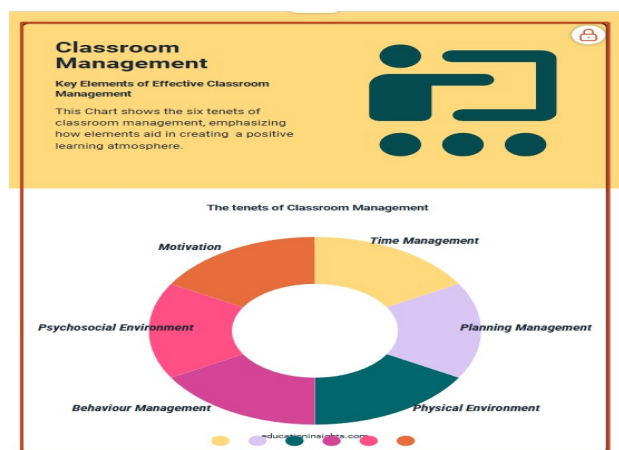 Classroom
Management
Key Elements of Effective Classroom
Management
This Chart shows the six tenets of
classroom management, emphasizing
how elements aid in creating a positive
learning atmosphere.
The tenets of Classroom Management
Motivation
Time Management
Psychosocial Environment
Planning Management
Behaviour Management
Physical Environment
educationinsights.com